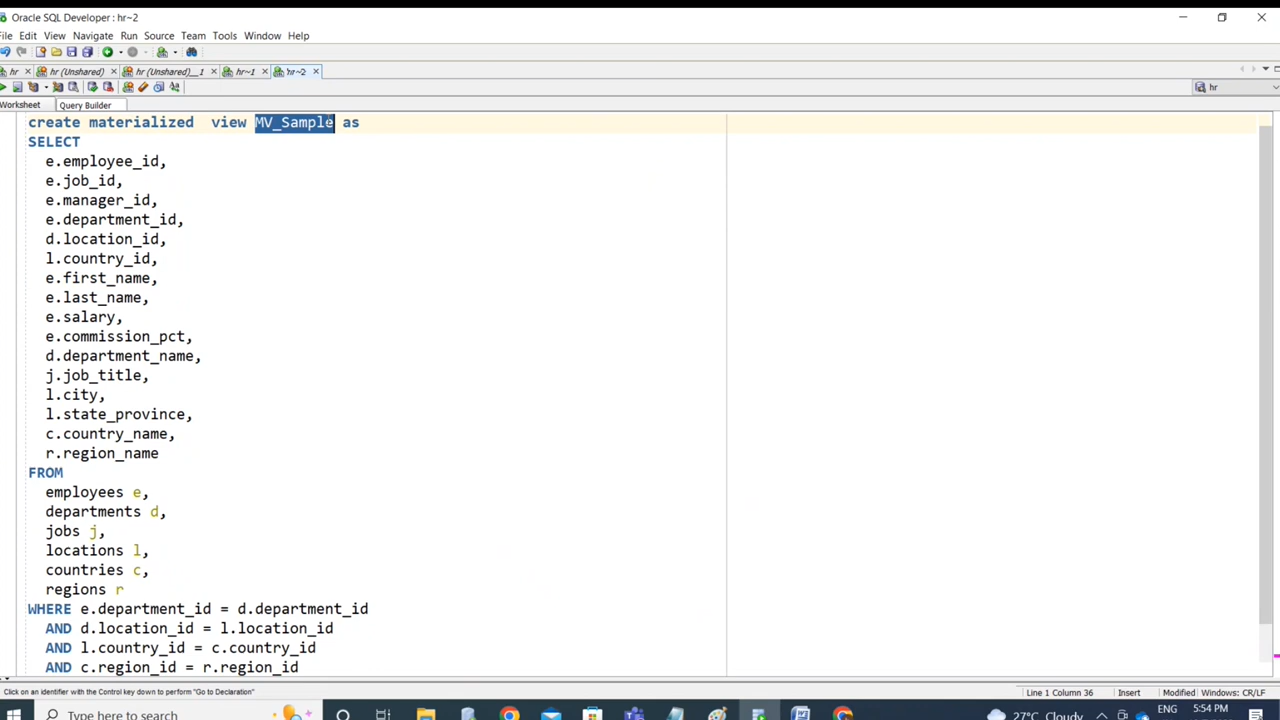 Oracle SQL Developer : hr~2
File Edit View Navigate Run Source Team Tools Window Help
hr hr (Unshared) hr (Unshared)__1 hr~1 hr~2
hr
Worksheet Query Builder
create materialized  view MV_Sample as
SELECT
e.employee_id,
e.job_id,
e.manager_id,
e.department_id,
d.location_id,
l.country_id,
e.first_name,
e.last_name,
e.salary,
e.commission_pct,
d.department_name,
j.job_title,
l.city,
l.state_province,
c.country_name,
r.region_name
FROM
employees e,
departments d,
jobs j,
locations l,
countries c,
regions r
WHERE e.department_id = d.department_id
AND d.location_id = l.location_id
AND l.country_id = c.country_id
AND c.region_id = r.region_id
Click on an identifier with the Control key down to perform "Go to Declaration"
Line 1 Column 36 Insert Modified Windows: CR/LF
Type here to search
27°C Cloudy
ENG
5:54 PM